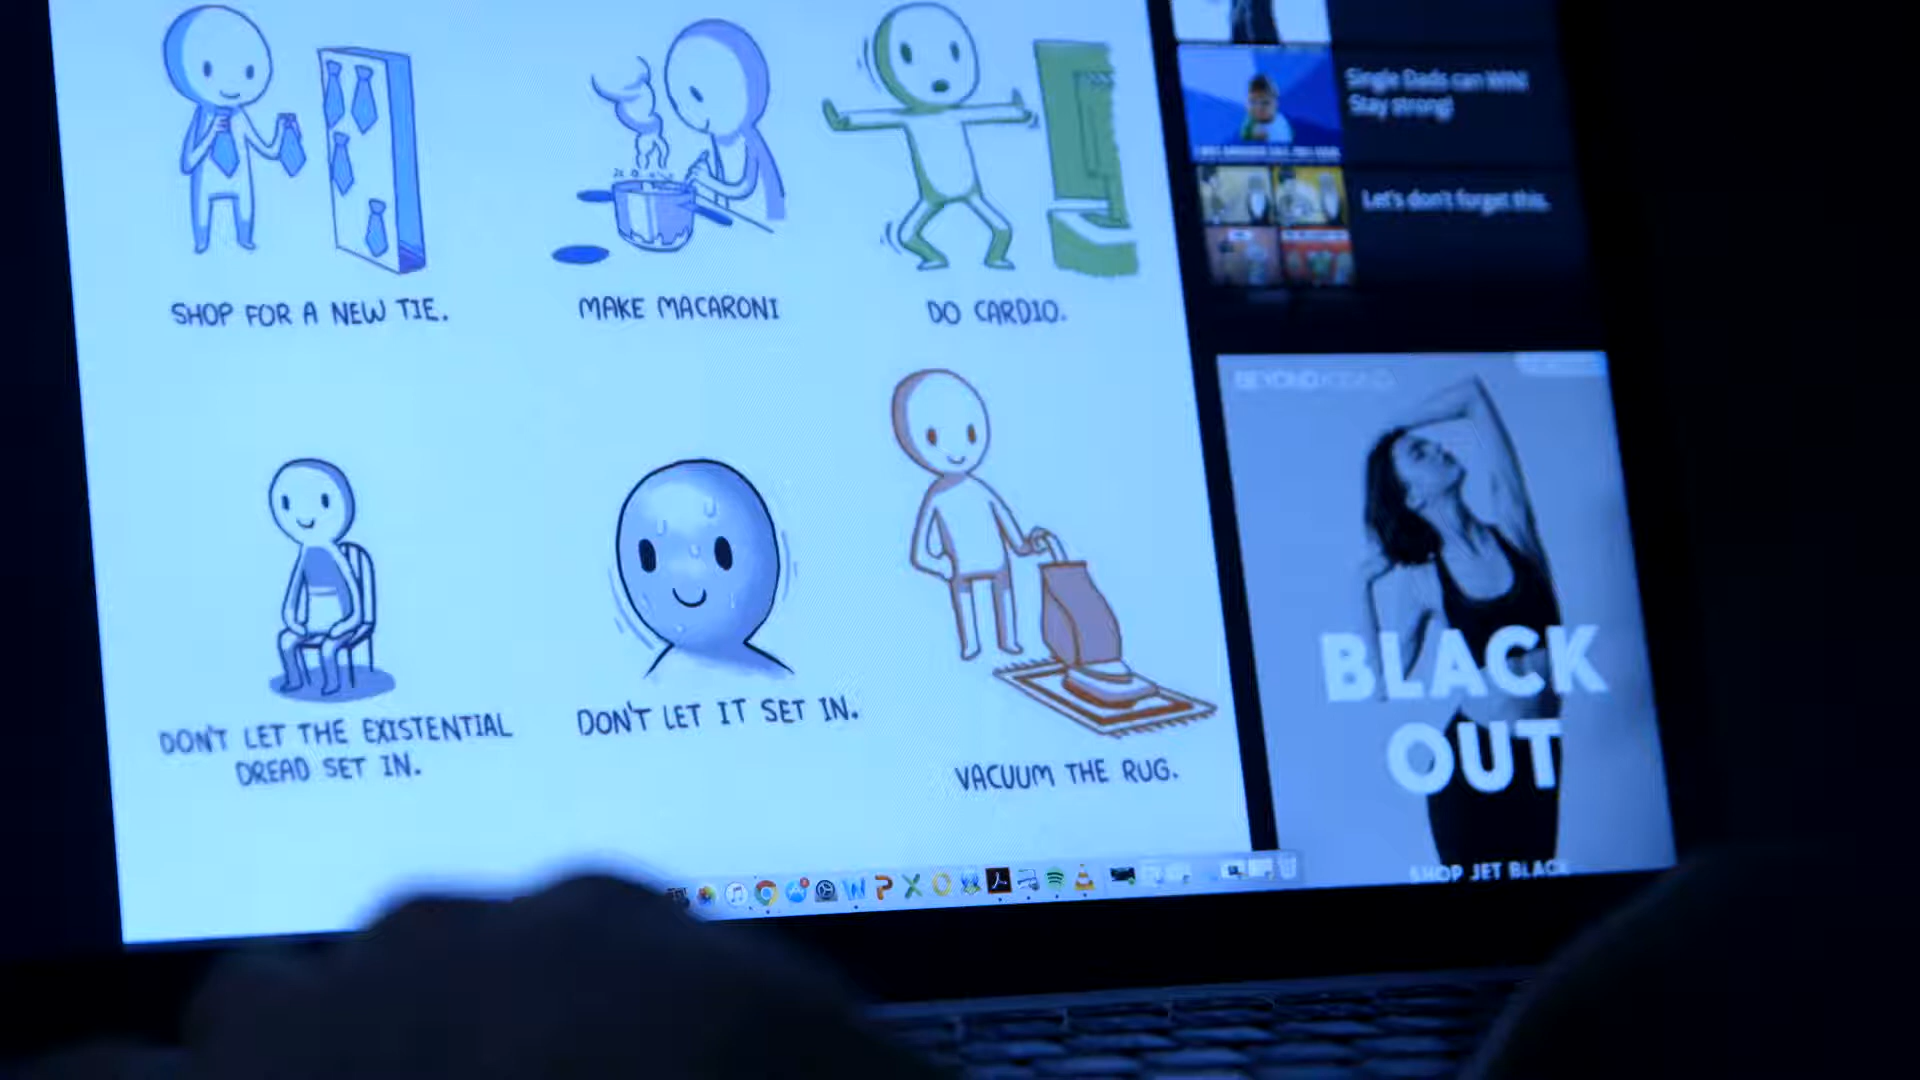 SHOP FOR A NEW TIE.
MAKE MACARONI
DO CARDIO.
DON'T LET THE EXISTENTIAL
DREAD SET IN.
DON'T LET IT SET IN.
VACUUM THE RUG.
Single Dads can WIN!
Stay strong!
Let's don't forget this.
BLACK
OUT
SHOP JET BLACK